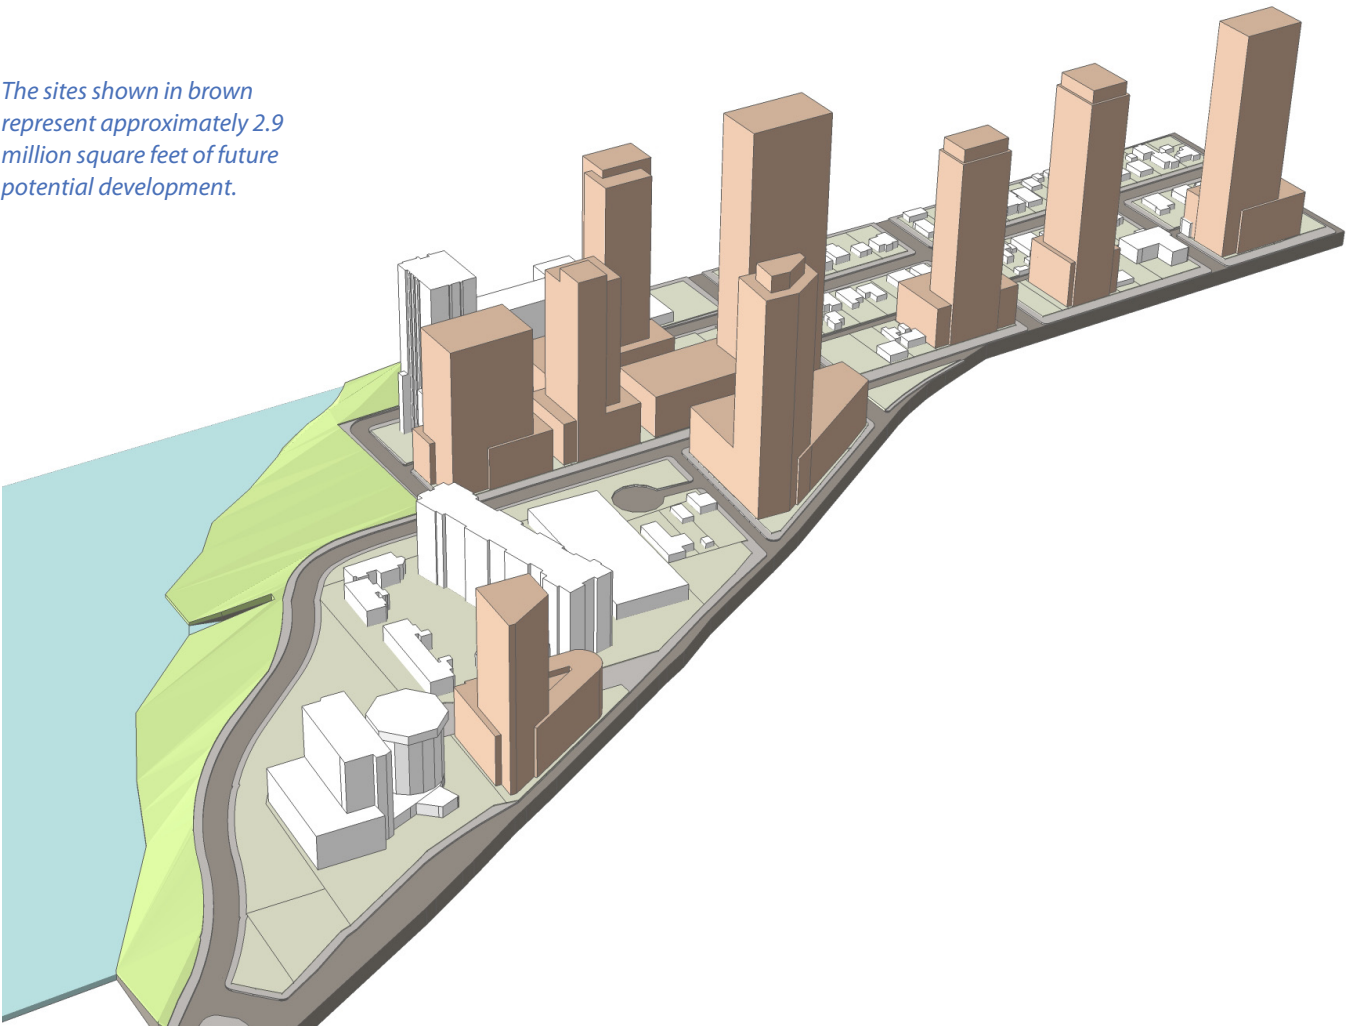 The sites shown in brown
represent approximately 2.9
million square feet of future
potential development.